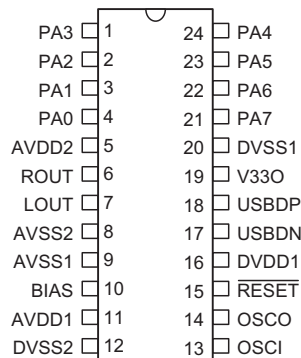 PA3 1 24 PA4
PA2 2 23 PA5
PA1 3 22 PA6
PA0 4 21 PA7
AVDD2 5 20 DVSS1
ROUT 6 19 V33O
LOUT 7 18 USBDP
AVSS2 8 17 USBDN
AVSS1 9 16 DVDD1
BIAS 10 15 RESET
AVDD1 11 14 OSCO
DVSS2 12 13 OSCI